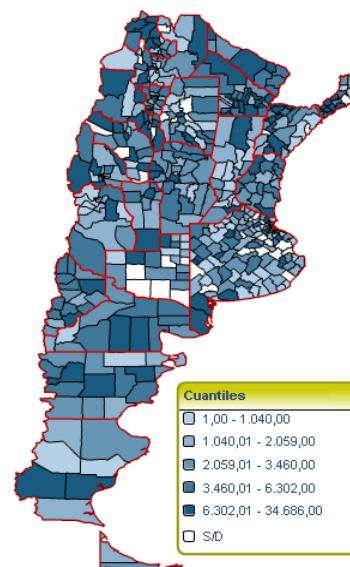 Cuantiles
1,00 - 1.040,00
1.040,01 - 2.059,00
2.059,01 - 3.460,00
3.460,01 - 6.302,00
6.302,01 - 34.686,00
S/D